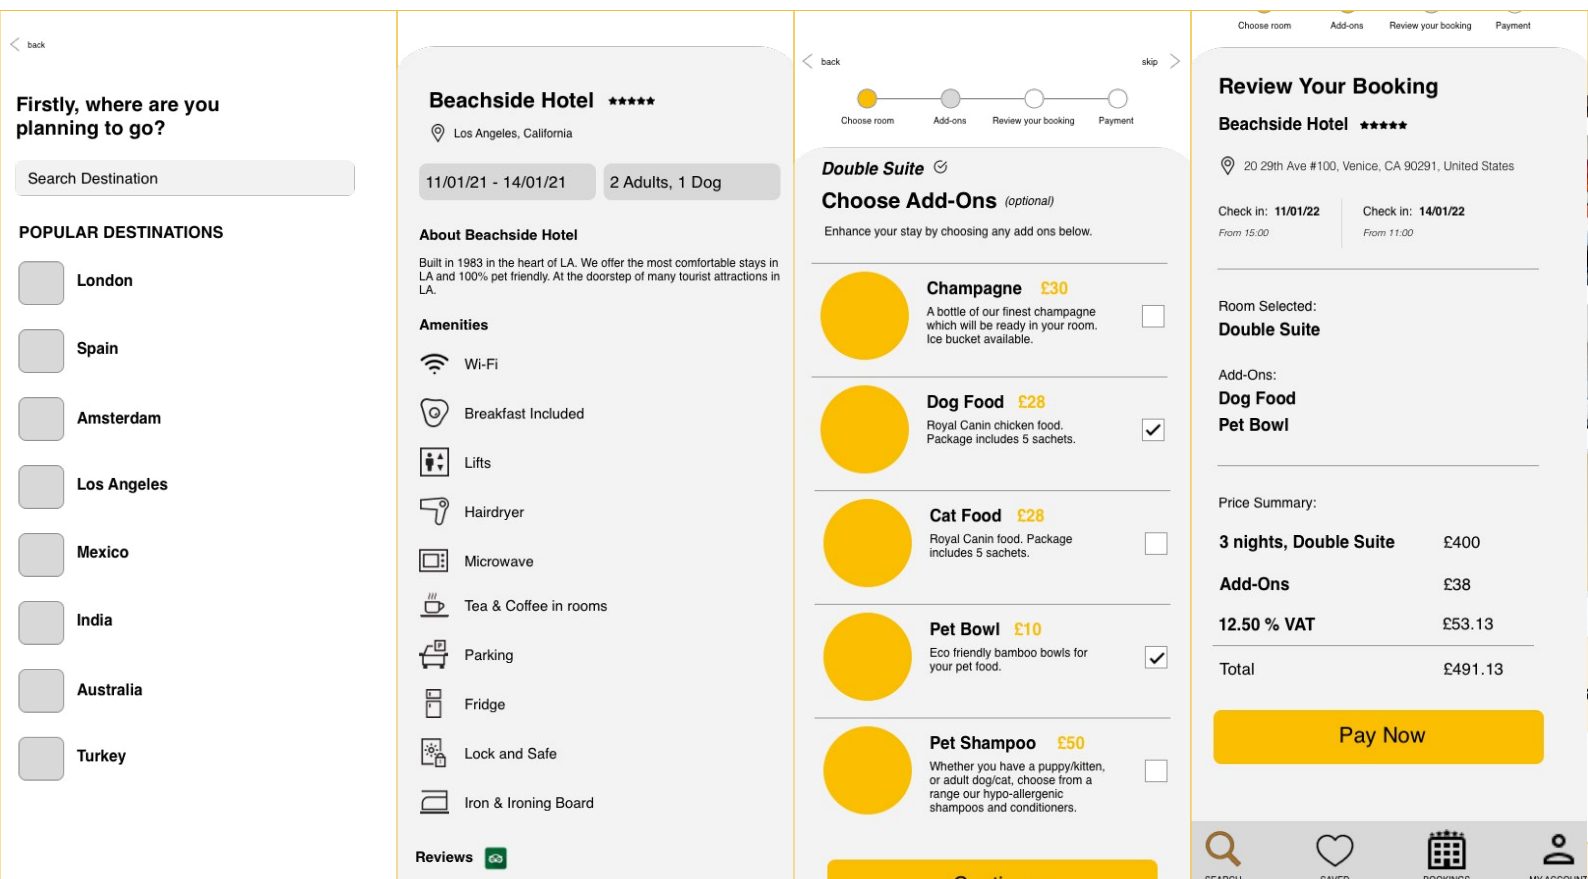 back
Firstly, where are you
planning to go?
Search Destination
POPULAR DESTINATIONS
London
Spain
Amsterdam
Los Angeles
Mexico
India
Australia
Turkey
Beachside Hotel ★★★★★
Los Angeles, California
11/01/21 - 14/01/21
2 Adults, 1 Dog
About Beachside Hotel
Built in 1983 in the heart of LA. We offer the most comfortable stays in
LA and 100% pet friendly. At the doorstep of many tourist attractions in
LA.
Amenities
Wi-Fi
Breakfast Included
Lifts
Hairdryer
Microwave
Tea & Coffee in rooms
P
Parking
Fridge
Lock and Safe
Iron & Ironing Board
Reviews
back
skip
Choose room
Add-ons
Review your booking
Payment
Double Suite
Choose Add-Ons (optional)
Enhance your stay by choosing any add ons below.
Champagne £30
A bottle of our finest champagne
which will be ready in your room.
Ice bucket available.
Dog Food £28
Royal Canin chicken food.
Package includes 5 sachets.
Cat Food £28
Royal Canin food. Package
includes 5 sachets.
Pet Bowl £10
Eco friendly bamboo bowls for
your pet food.
Pet Shampoo £50
Whether you have a puppy/kitten,
or adult dog/cat, choose from a
range our hypo-allergenic
shampoos and conditioners.
Choose room
Add-ons
Review your booking
Payment
Review Your Booking
Beachside Hotel ★★★★★
20 29th Ave #100, Venice, CA 90291, United States
Check in: 11/01/22
From 15:00
Check in: 14/01/22
From 11:00
Room Selected:
Double Suite
Add-Ons:
Dog Food
Pet Bowl
Price Summary:
3 nights, Double Suite £400
Add-Ons £38
12.50 % VAT £53.13
Total £491.13
Pay Now
SEARCH
SAVED
BOOKINGS
MY ACCOUNT